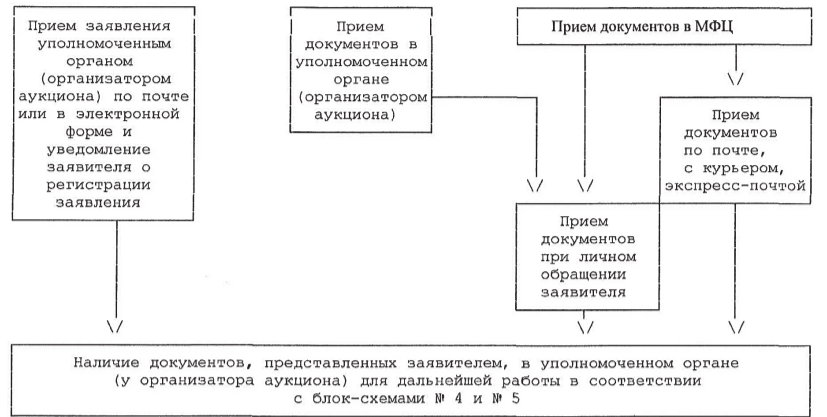 Прием заявления
уполномоченным
органом
(организатором
аукциона) по почте
или в электронной
форме и
уведомление
заявителя о
регистрации
заявления
Прием
документов в
уполномоченном
органе
(организатором
аукциона)
Прием документов в МФЦ
Прием
документов
по почте,
с курьером,
экспресс-почтой
Прием
документов
при личном
обращении
заявителя
Наличие документов, представленных заявителем, в уполномоченном органе
(у организатора аукциона) для дальнейшей работы в соответствии
с блок-схемами № 4 и № 5